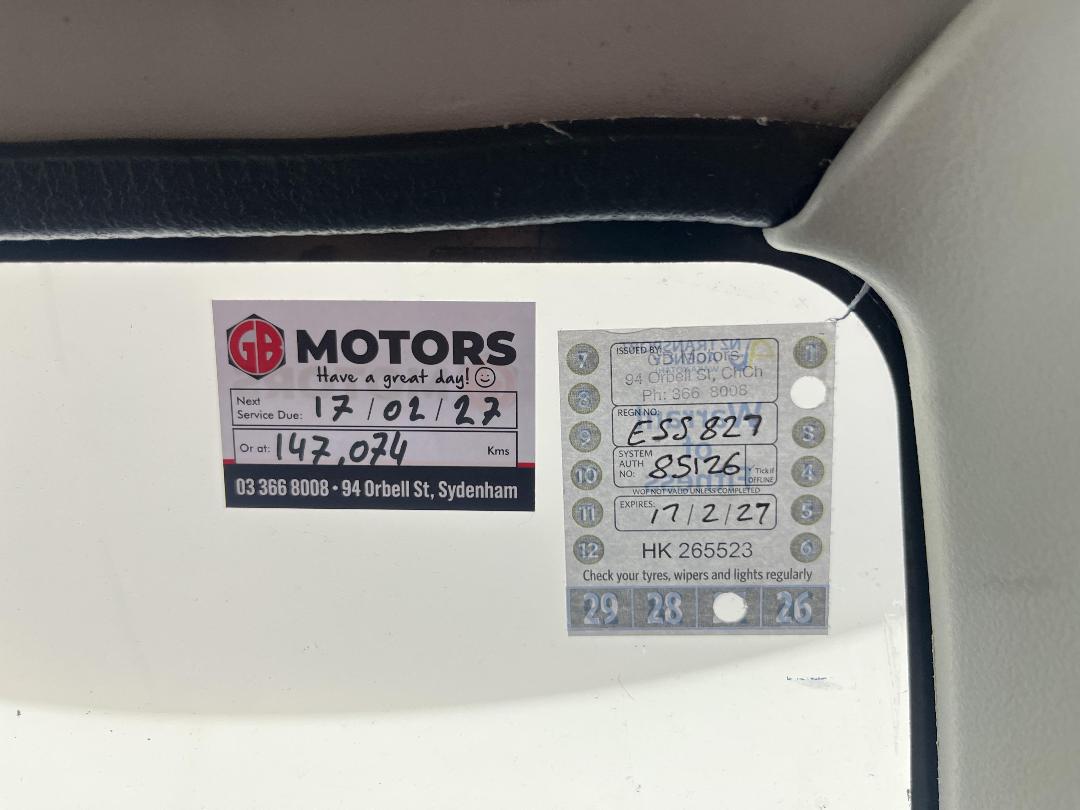 GB MOTORS
Have a great day!
Next
Service Due: 17/02/27
Or at: 147,074 Kms
03 366 8008 • 94 Orbell St, Sydenham
ISSUED BY:
Motors
94 Orbell St, ChCh
Ph: 366 8008
REGN NO:
ESS827
SYSTEM
AUTH
NO: 85126
Tick if
OFFLINE
WOF NOT VALID UNLESS COMPLETED
EXPIRES: 17/2/27
HK 265523
Check your tyres, wipers and lights regularly
7
8
9
10
11
12
1
3
4
5
6
29 28 26